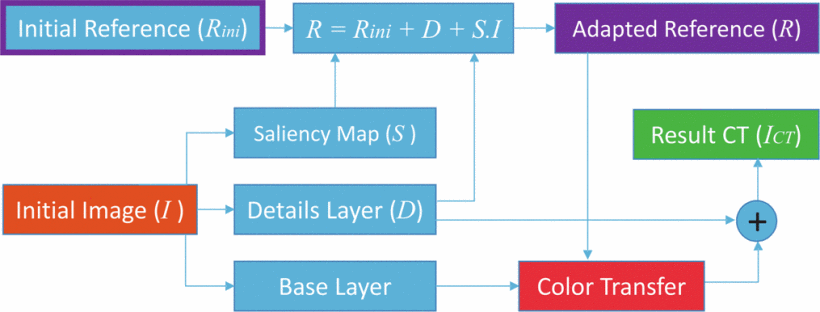 Initial Reference (Rini)
R = Rini + D + S.I
Adapted Reference (R)
Saliency Map (S )
Result CT (ICT)
Initial Image (I )
Details Layer (D)
+
Base Layer
Color Transfer